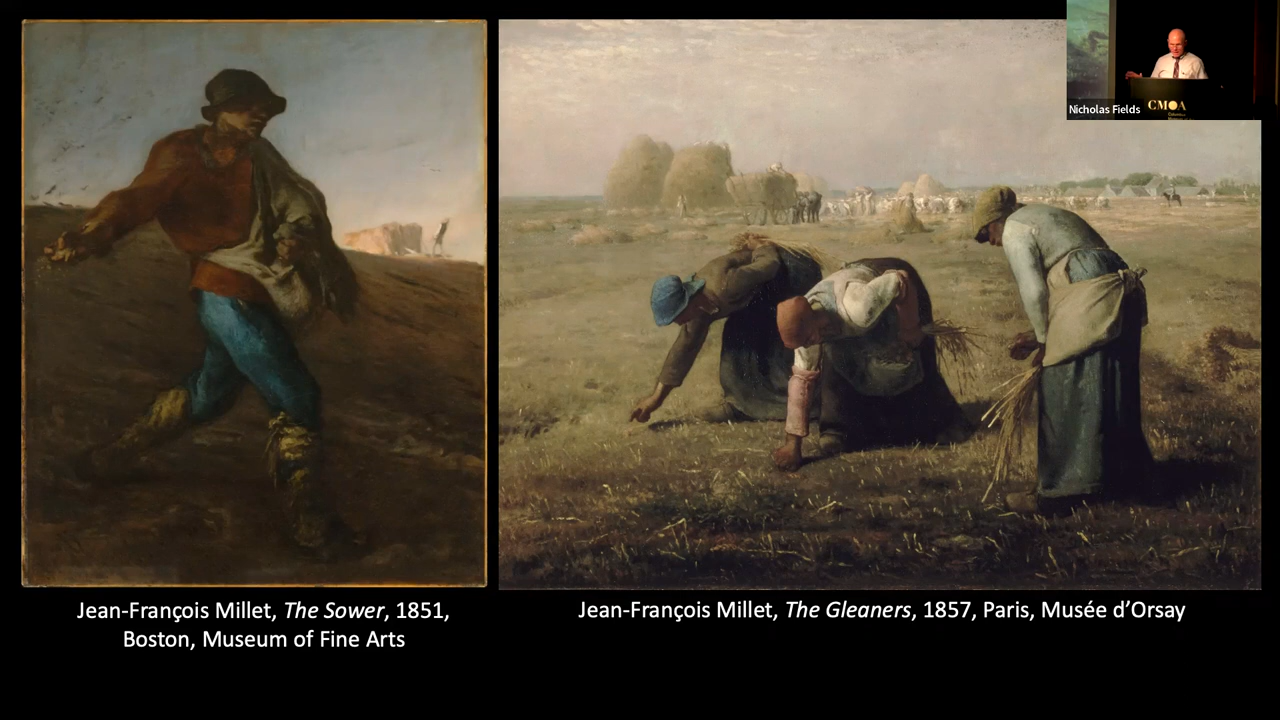 Nicholas Fields
CMOA
Jean-François Millet, The Sower, 1851,
Boston, Museum of Fine Arts
Jean-François Millet, The Gleaners, 1857, Paris, Musée d’Orsay